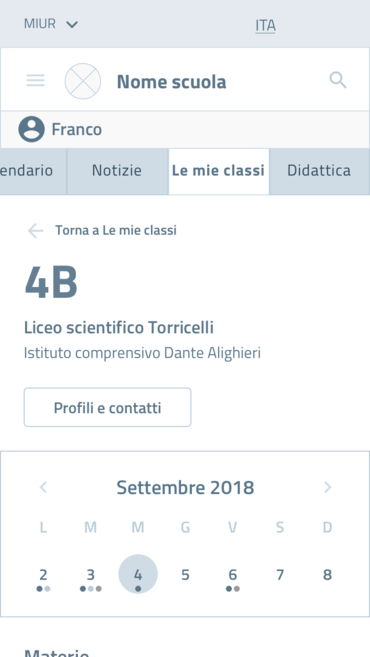 MIUR
ITA
Nome scuola
Franco
endario Notizie Le mie classi Didattica
Torna a Le mie classi
4B
Liceo scientifico Torricelli
Istituto comprensivo Dante Alighieri
Profili e contatti
Settembre 2018
L M M G V S D
2 3 4 5 6 7 8
Materie